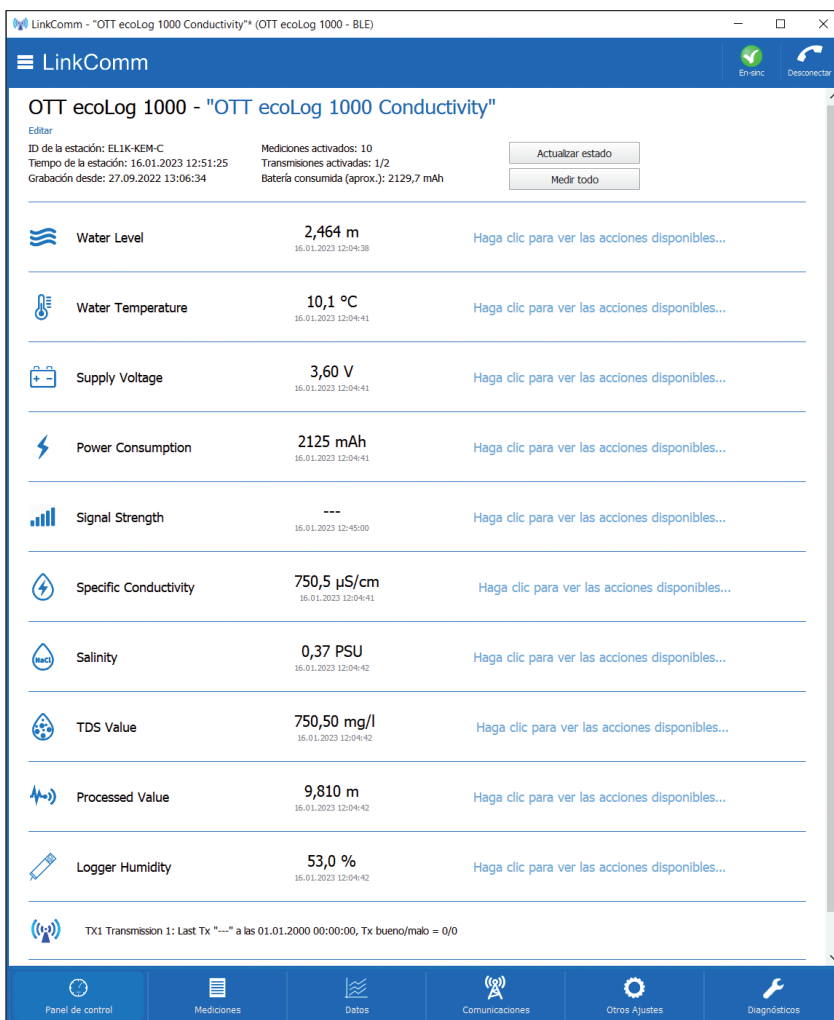 LinkComm - "OTT ecoLog 1000 Conductivity"* (OTT ecoLog 1000 - BLE)
LinkComm
En-sinc
Desconectar
OTT ecoLog 1000 - "OTT ecoLog 1000 Conductivity"
Editar
ID de la estación: EL1K-KEM-C
Tiempo de la estación: 16.01.2023 12:51:25
Grabación desde: 27.09.2022 13:06:34
Mediciones activados: 10
Transmisiones activadas: 1/2
Batería consumida (aprox.): 2129,7 mAh
Actualizar estado
Medir todo
Water Level
2,464 m
16.01.2023 12:04:38
Haga clic para ver las acciones disponibles...
Water Temperature
10,1 °C
16.01.2023 12:04:41
Haga clic para ver las acciones disponibles...
+ -
Supply Voltage
3,60 V
16.01.2023 12:04:41
Haga clic para ver las acciones disponibles...
Power Consumption
2125 mAh
16.01.2023 12:04:41
Haga clic para ver las acciones disponibles...
Signal Strength
---
16.01.2023 12:45:00
Haga clic para ver las acciones disponibles...
Specific Conductivity
750,5 µS/cm
16.01.2023 12:04:41
Haga clic para ver las acciones disponibles...
NaCl
Salinity
0,37 PSU
16.01.2023 12:04:42
Haga clic para ver las acciones disponibles...
TDS Value
750,50 mg/l
16.01.2023 12:04:42
Haga clic para ver las acciones disponibles...
Processed Value
9,810 m
16.01.2023 12:04:42
Haga clic para ver las acciones disponibles...
Logger Humidity
53,0 %
16.01.2023 12:04:42
Haga clic para ver las acciones disponibles...
TX1 Transmission 1: Last Tx "---" a las 01.01.2000 00:00:00, Tx bueno/malo = 0/0
Panel de control
Mediciones
Datos
Comunicaciones
Otros Ajustes
Diagnósticos